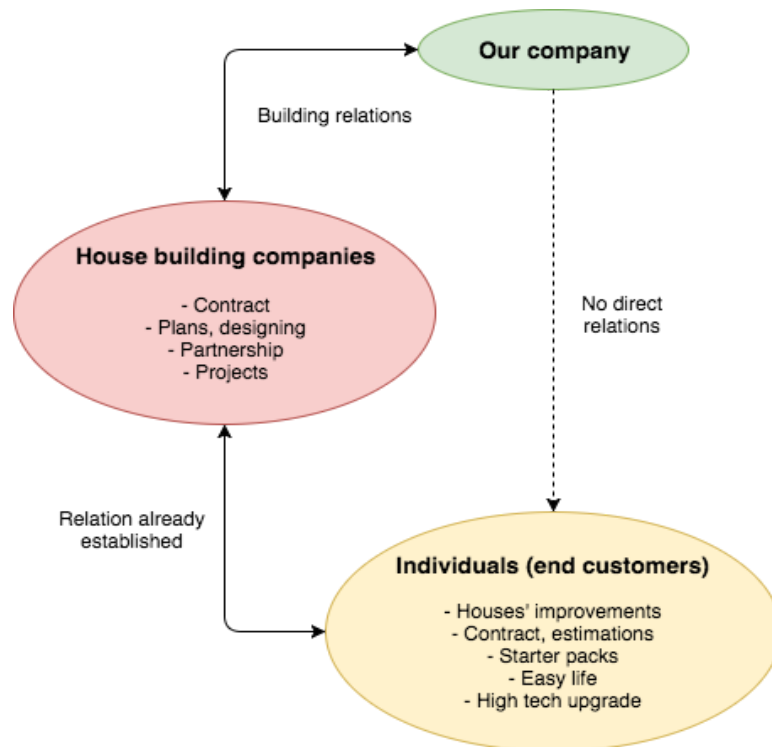 Our company
Building relations
House building companies
- Contract
- Plans, designing
- Partnership
- Projects
No direct
relations
Relation already
established
Individuals (end customers)
- Houses' improvements
- Contract, estimations
- Starter packs
- Easy life
- High tech upgrade